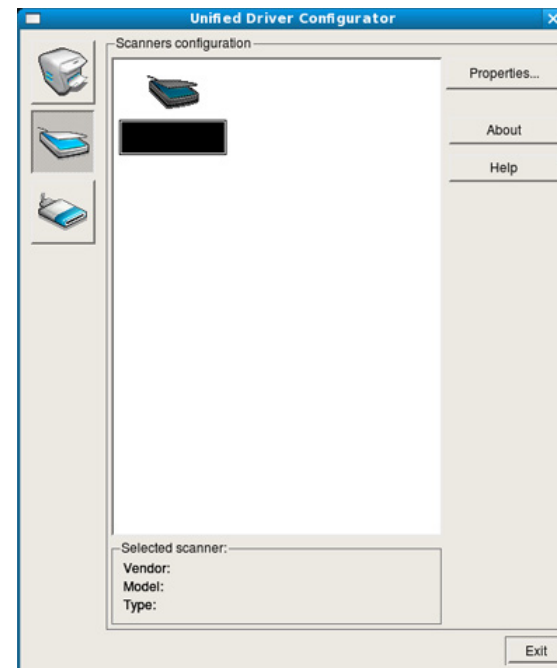 Unified Driver Configurator
Scanners configuration
Properties...
About
Help
Selected scanner:
Vendor:
Model:
Type:
Exit